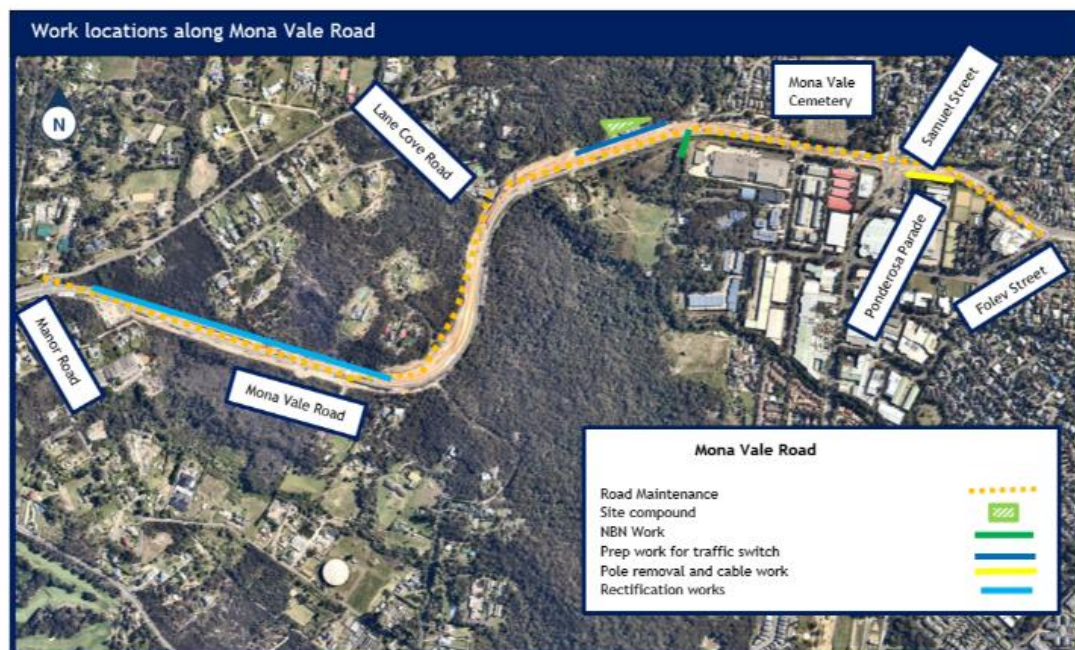 Work locations along Mona Vale Road
N
Lane Cove Road
Mona Vale
Cemetery
Samuel Street
Ponderosa Parade
Foley Street
Manor Road
Mona Vale Road
Mona Vale Road
Road Maintenance
Site compound
NBN Work
Prep work for traffic switch
Pole removal and cable work
Rectification works